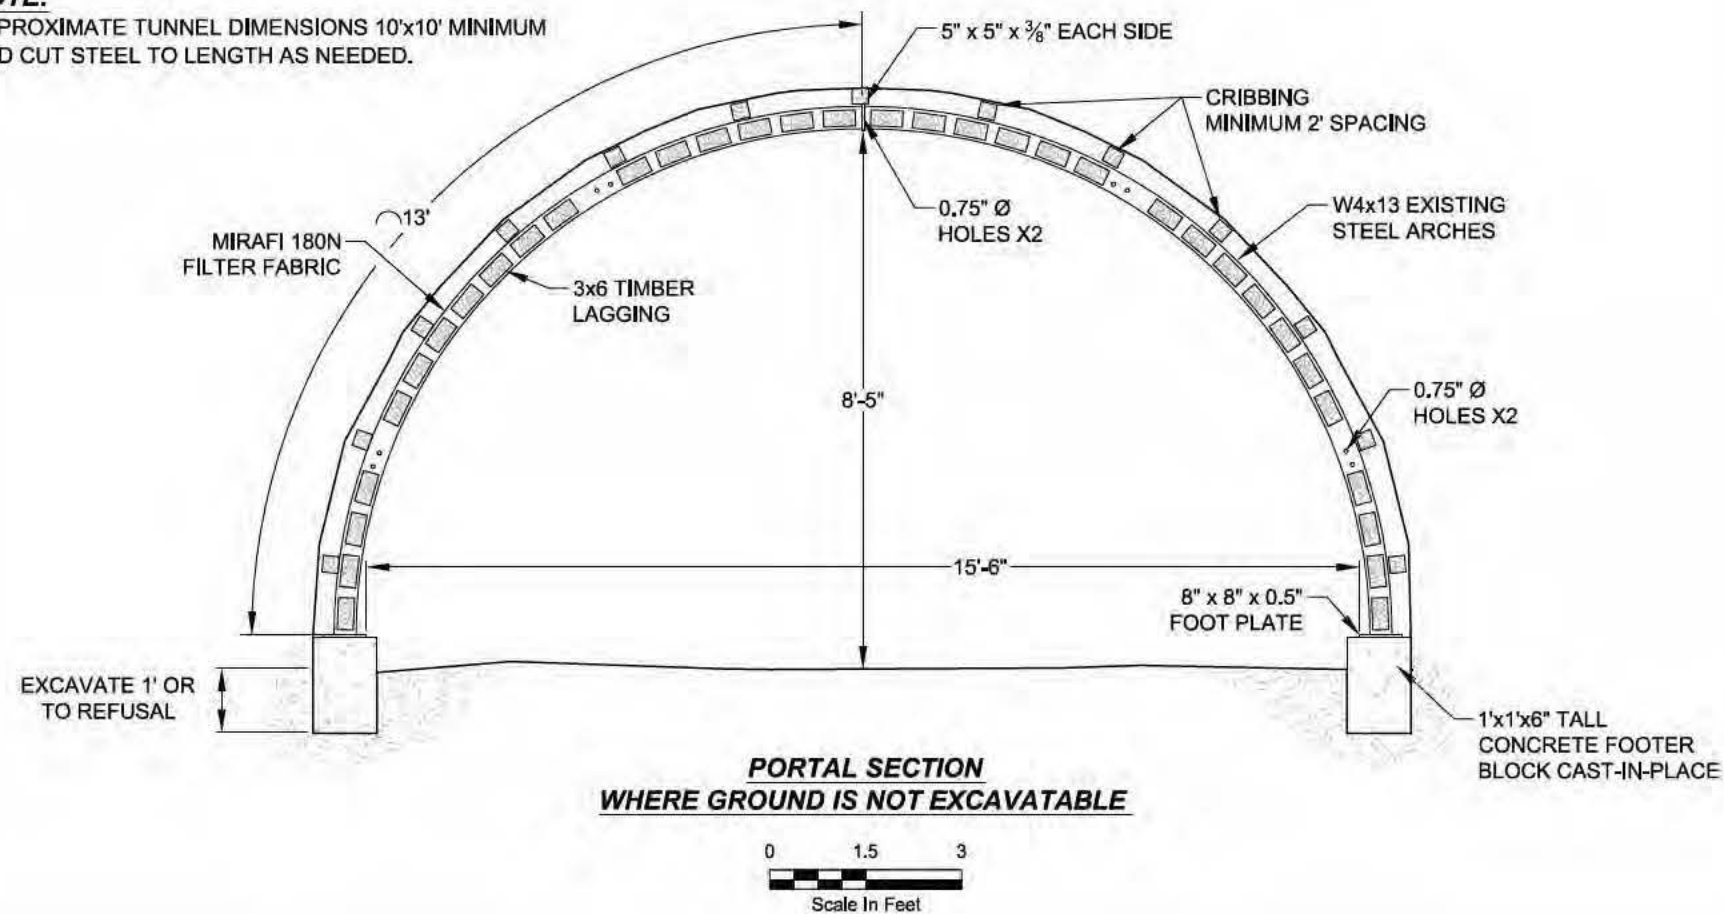 PROXIMATE TUNNEL DIMENSIONS 10'x10' MINIMUM
D CUT STEEL TO LENGTH AS NEEDED.
5" x 5" x ⅜" EACH SIDE
CRIBBING
MINIMUM 2' SPACING
13'
MIRAFI 180N
FILTER FABRIC
0.75" Ø
HOLES X2
W4x13 EXISTING
STEEL ARCHES
3x6 TIMBER
LAGGING
8'-5"
0.75" Ø
HOLES X2
15'-6"
8" x 8" x 0.5"
FOOT PLATE
EXCAVATE 1' OR
TO REFUSAL
1'x1'x6" TALL
CONCRETE FOOTER
BLOCK CAST-IN-PLACE
PORTAL SECTION
WHERE GROUND IS NOT EXCAVATABLE
0 1.5 3
Scale In Feet